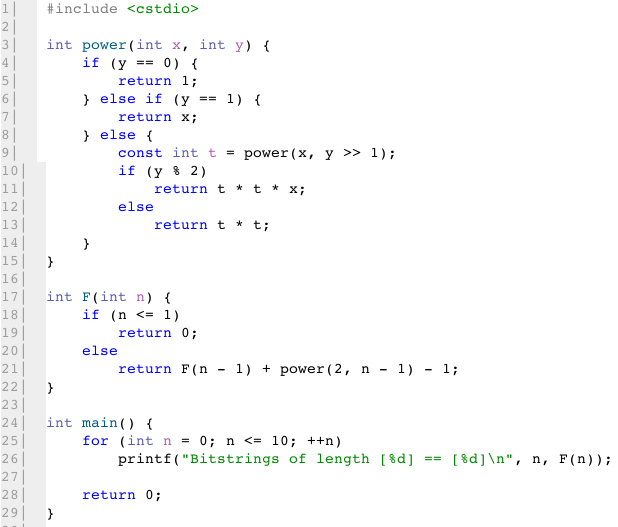 1| #include <cstdio>
2|
3| int power(int x, int y) {
4|     if (y == 0) {
5|         return 1;
6|     } else if (y == 1) {
7|         return x;
8|     } else {
9|         const int t = power(x, y >> 1);
10|         if (y % 2)
11|             return t * t * x;
12|         else
13|             return t * t;
14|     }
15| }
16|
17| int F(int n) {
18|     if (n <= 1)
19|         return 0;
20|     else
21|         return F(n - 1) + power(2, n - 1) - 1;
22| }
23|
24| int main() {
25|     for (int n = 0; n <= 10; ++n)
26|         printf("Bitstrings of length [%d] == [%d]\n", n, F(n));
27|
28|     return 0;
29| }